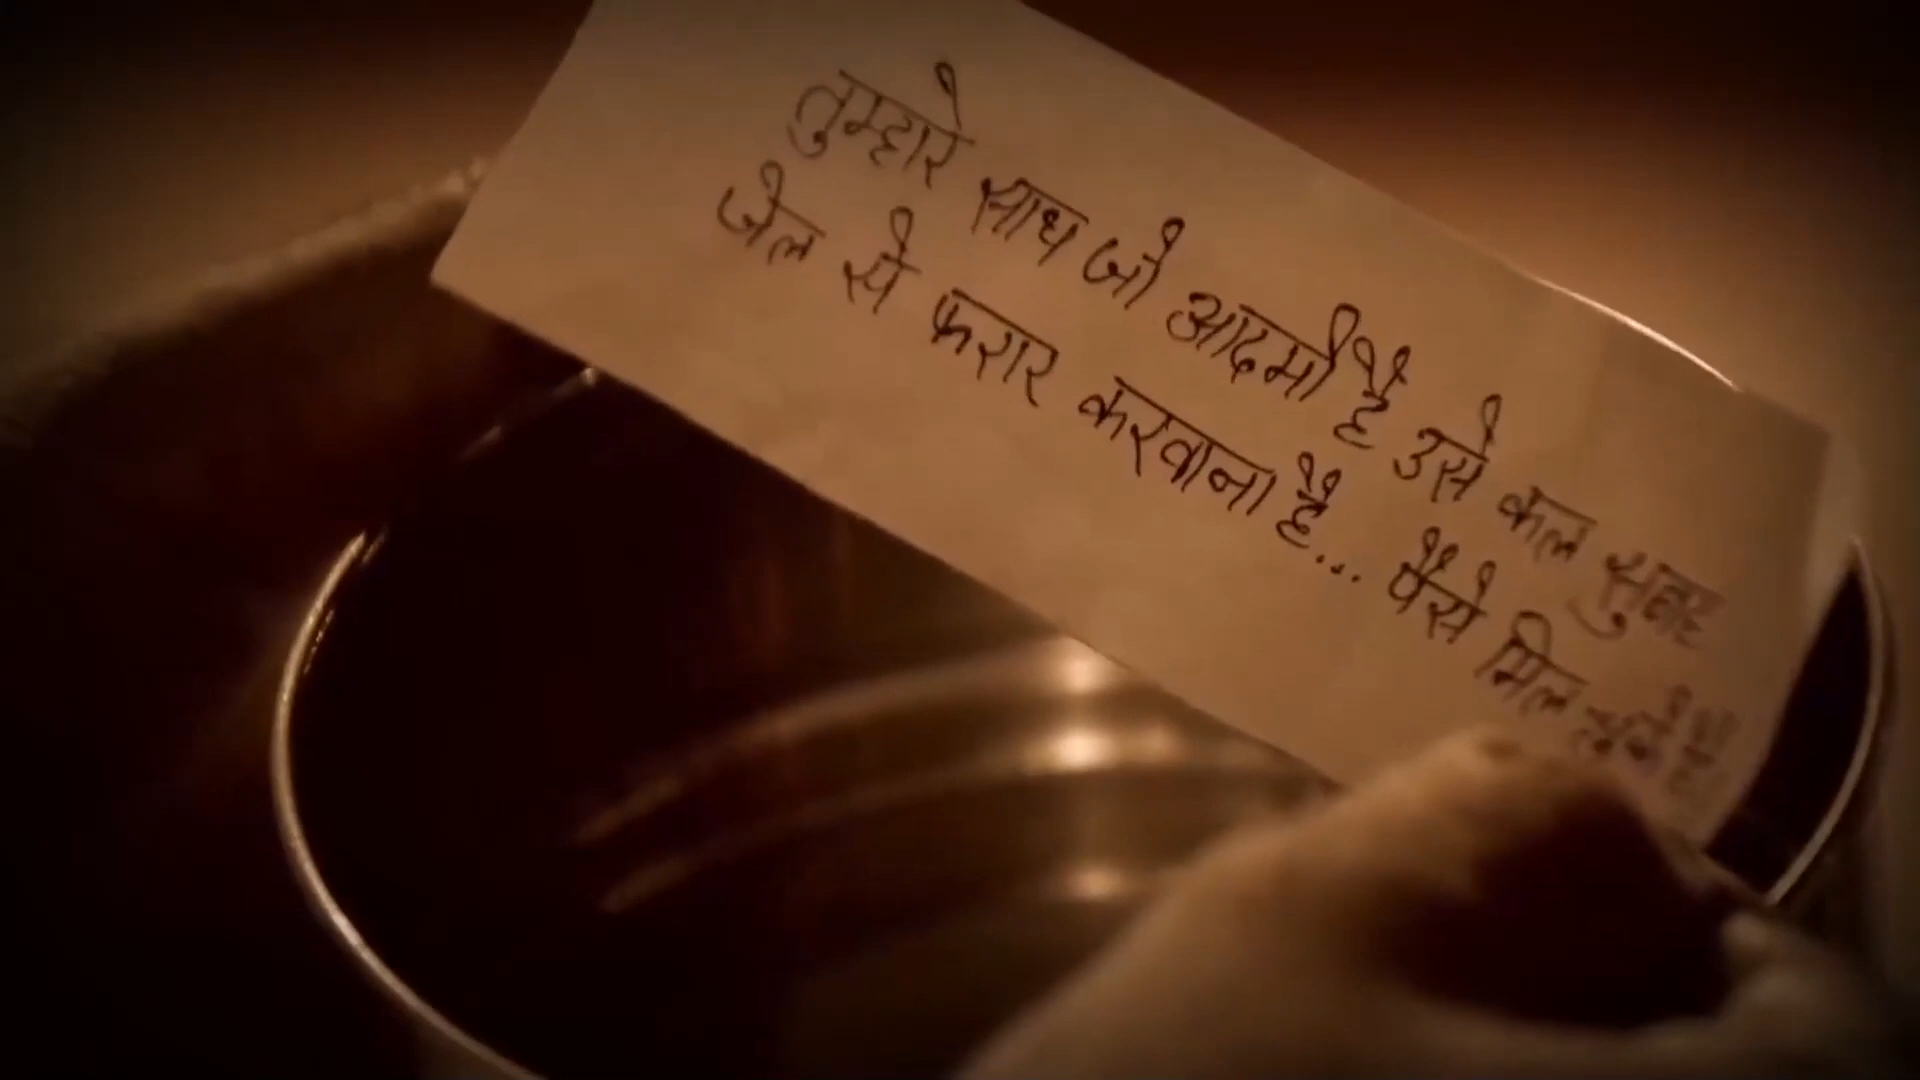 तुम्हारे साथ जो आदमी है उसे कल सुबह
जेल से फरार करवाना है... पैसे मिल चुके हैं।